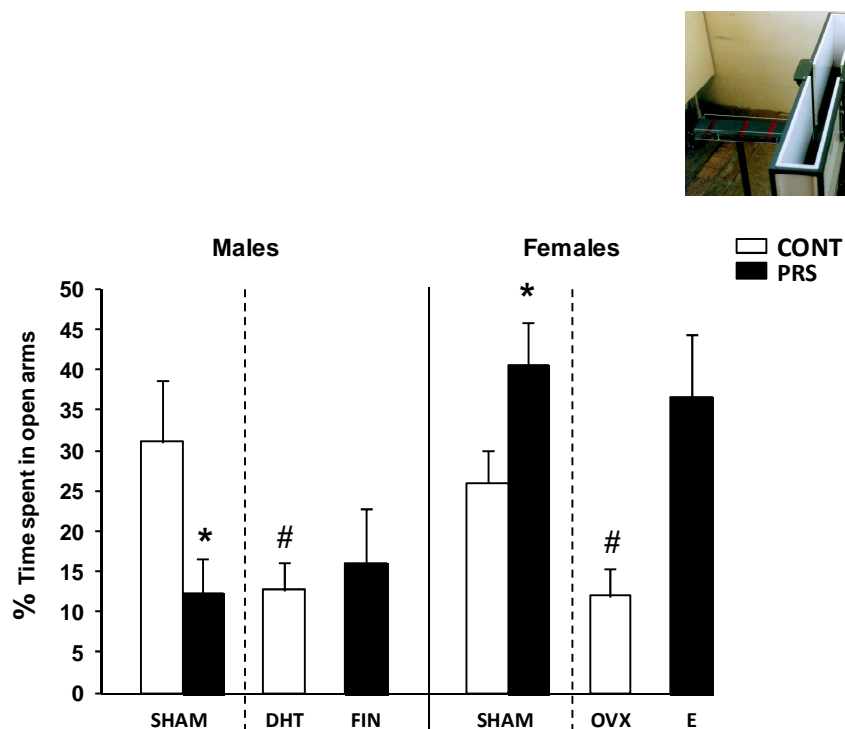 Males
Females
CONT
PRS
% Time spent in open arms
50
45
40
35
30
25
20
15
10
5
0
*
#
*
#
SHAM
DHT
FIN
SHAM
OVX
E